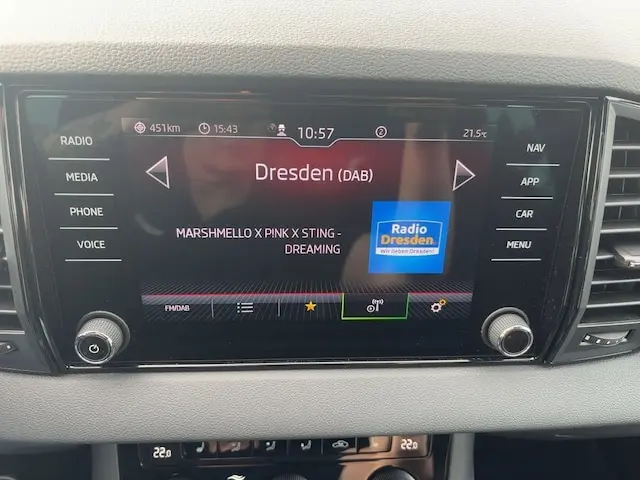 451km 15:43 10:57 2 21.5°C
RADIO
MEDIA
PHONE
VOICE
Dresden (DAB)
MARSHMELLO X PINK X STING -
DREAMING
Radio
Dresden
Wir lieben Dresden!
FM/DAB
NAV
APP
CAR
MENU
22.0 22.0